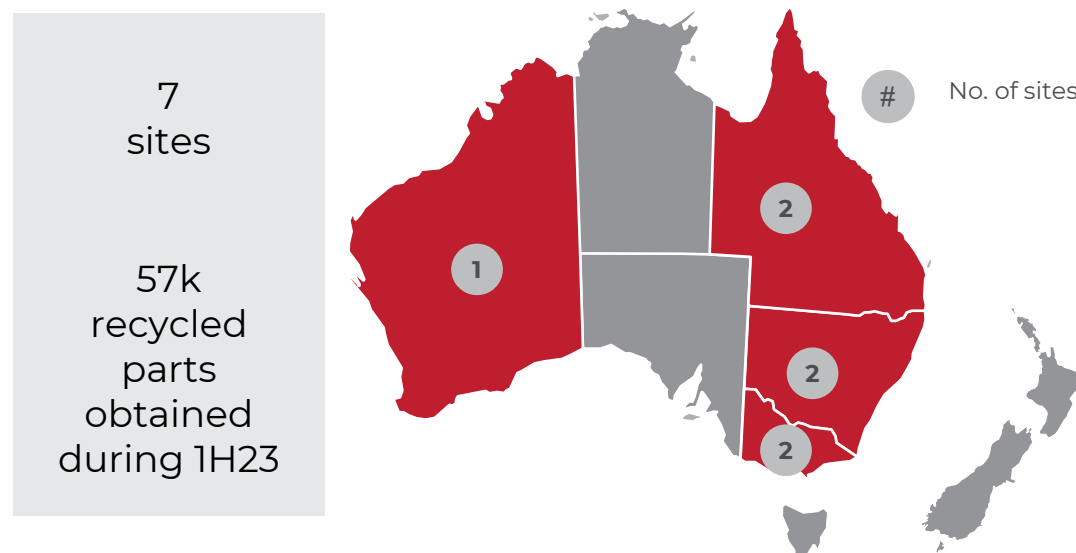 7
sites
57k
recycled
parts
obtained
during 1H23
# No. of sites
2
1
2
2